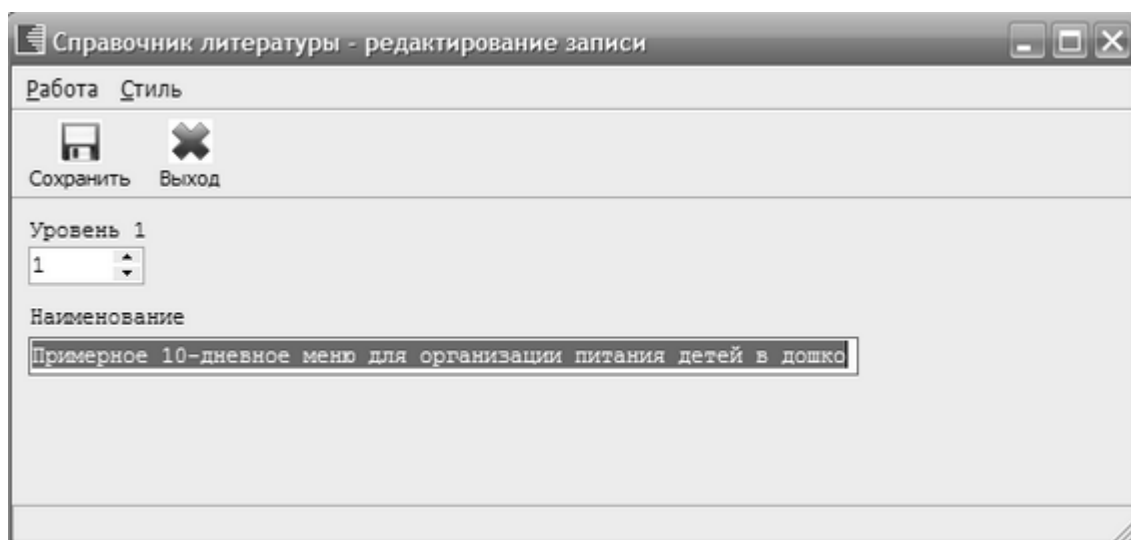 Справочник литературы - редактирование записи
Работа Стиль
Сохранить Выход
Уровень 1
1
Наименование
Примерное 10-дневное меню для организации питания детей в дошко